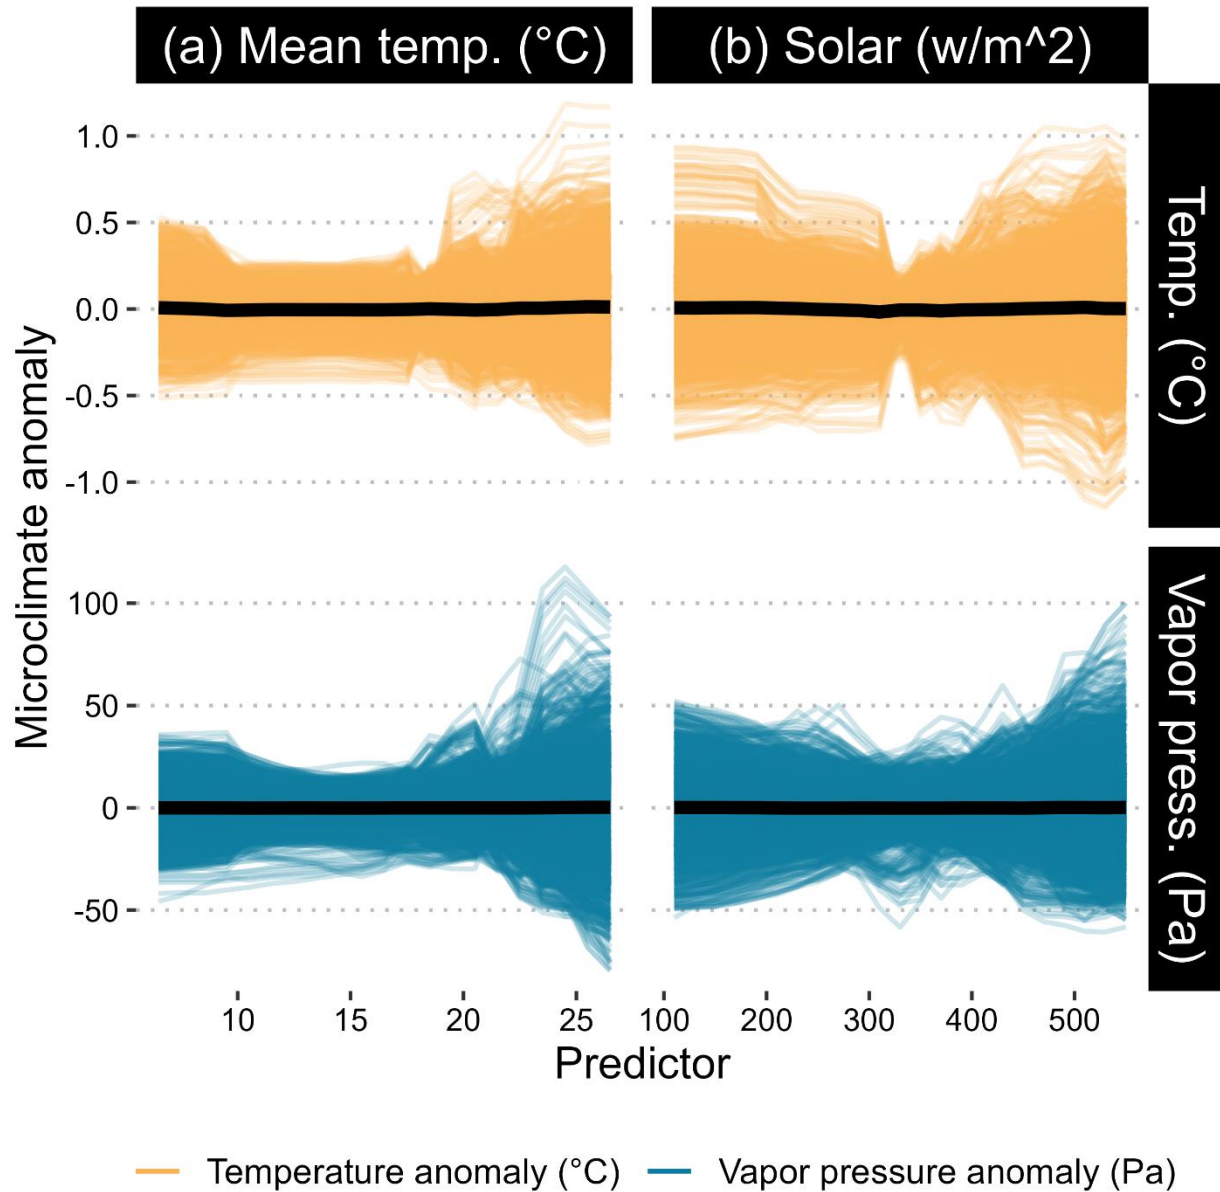 (a) Mean temp. (°C)
(b) Solar (w/m^2)
Microclimate anomaly
1.0
0.5
0.0
-0.5
-1.0
Temp. (°C)
100
50
0
-50
Vapor press. (Pa)
10 15 20 25
100 200 300 400 500
Predictor
Temperature anomaly (°C)
Vapor pressure anomaly (Pa)